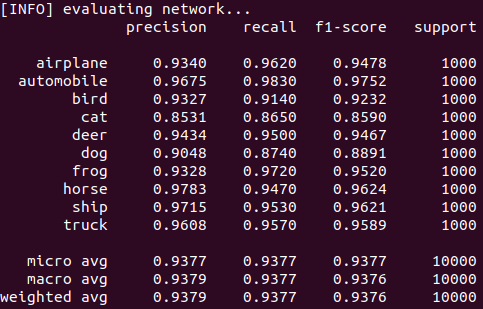 [INFO] evaluating network...
precision recall f1-score support
airplane 0.9340 0.9620 0.9478 1000
automobile 0.9675 0.9830 0.9752 1000
bird 0.9327 0.9140 0.9232 1000
cat 0.8531 0.8650 0.8590 1000
deer 0.9434 0.9500 0.9467 1000
dog 0.9048 0.8740 0.8891 1000
frog 0.9328 0.9720 0.9520 1000
horse 0.9783 0.9470 0.9624 1000
ship 0.9715 0.9530 0.9621 1000
truck 0.9608 0.9570 0.9589 1000
micro avg 0.9377 0.9377 0.9377 10000
macro avg 0.9379 0.9377 0.9376 10000
weighted avg 0.9379 0.9377 0.9376 10000